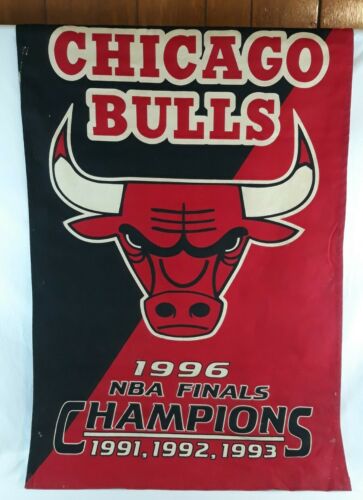 CHICAGO
BULLS
1996
NBA FINALS
CHAMPIONS
1991, 1992, 1993